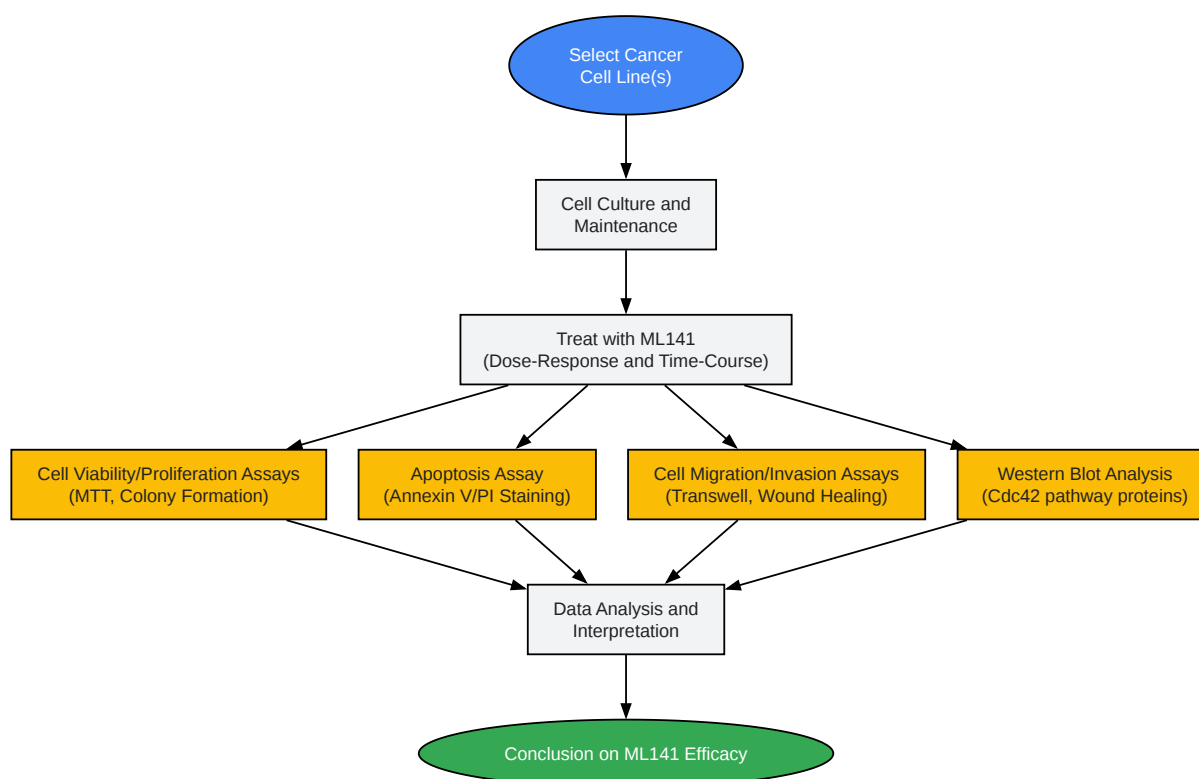 Select Cancer
Cell Line(s)
Cell Culture and
Maintenance
Treat with ML141
(Dose-Response and Time-Course)
Cell Viability/Proliferation Assays
(MTT, Colony Formation)
Apoptosis Assay
(Annexin V/PI Staining)
Cell Migration/Invasion Assays
(Transwell, Wound Healing)
Western Blot Analysis
(Cdc42 pathway proteins)
Data Analysis and
Interpretation
Conclusion on ML141 Efficacy